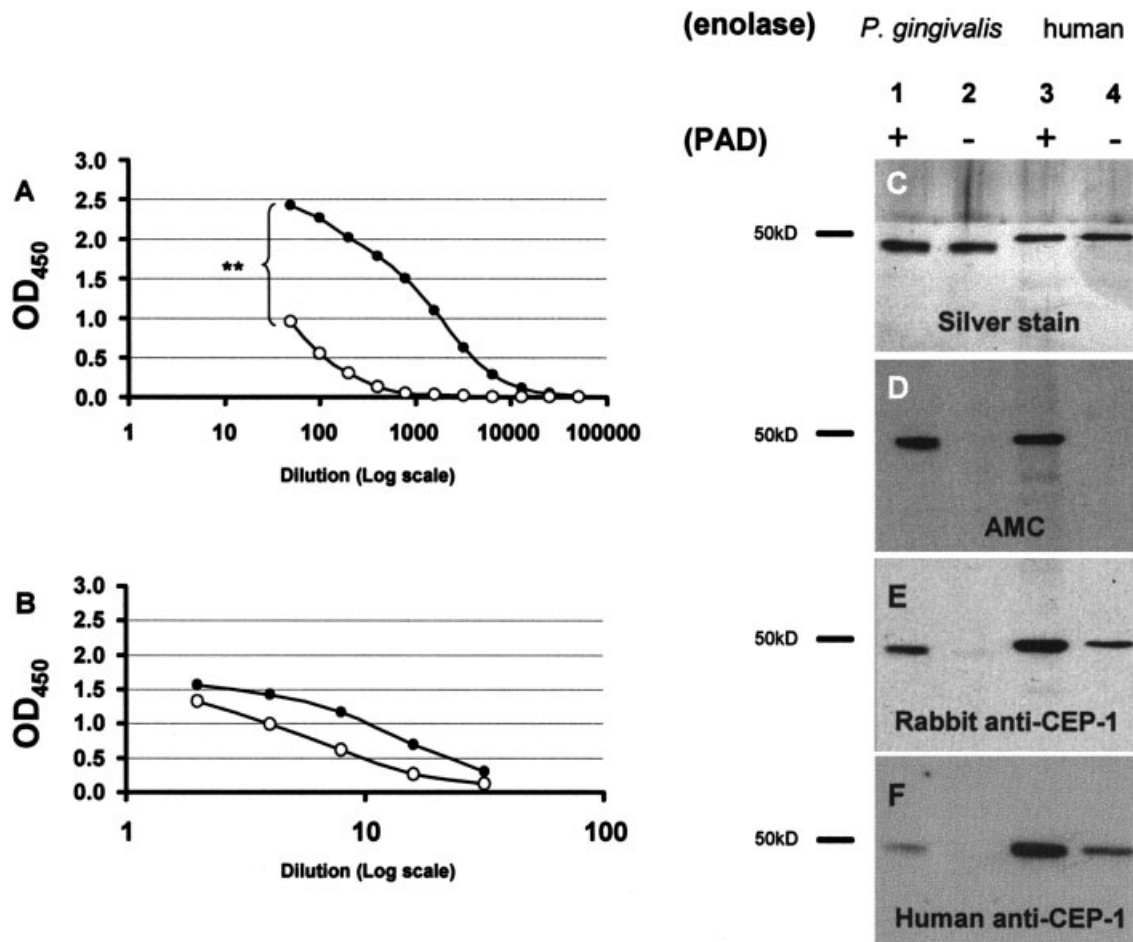 A
OD450
3.0
2.5
2.0
1.5
1.0
0.5
0.0
**
1 10 100 1000 10000 100000
Dilution (Log scale)
B
OD450
3.0
2.5
2.0
1.5
1.0
0.5
0.0
1 10 100
Dilution (Log scale)
(enolase) P. gingivalis human
1 2 3 4
(PAD) + - + -
C
50kD
Silver stain
D
50kD
AMC
E
50kD
Rabbit anti-CEP-1
F
50kD
Human anti-CEP-1